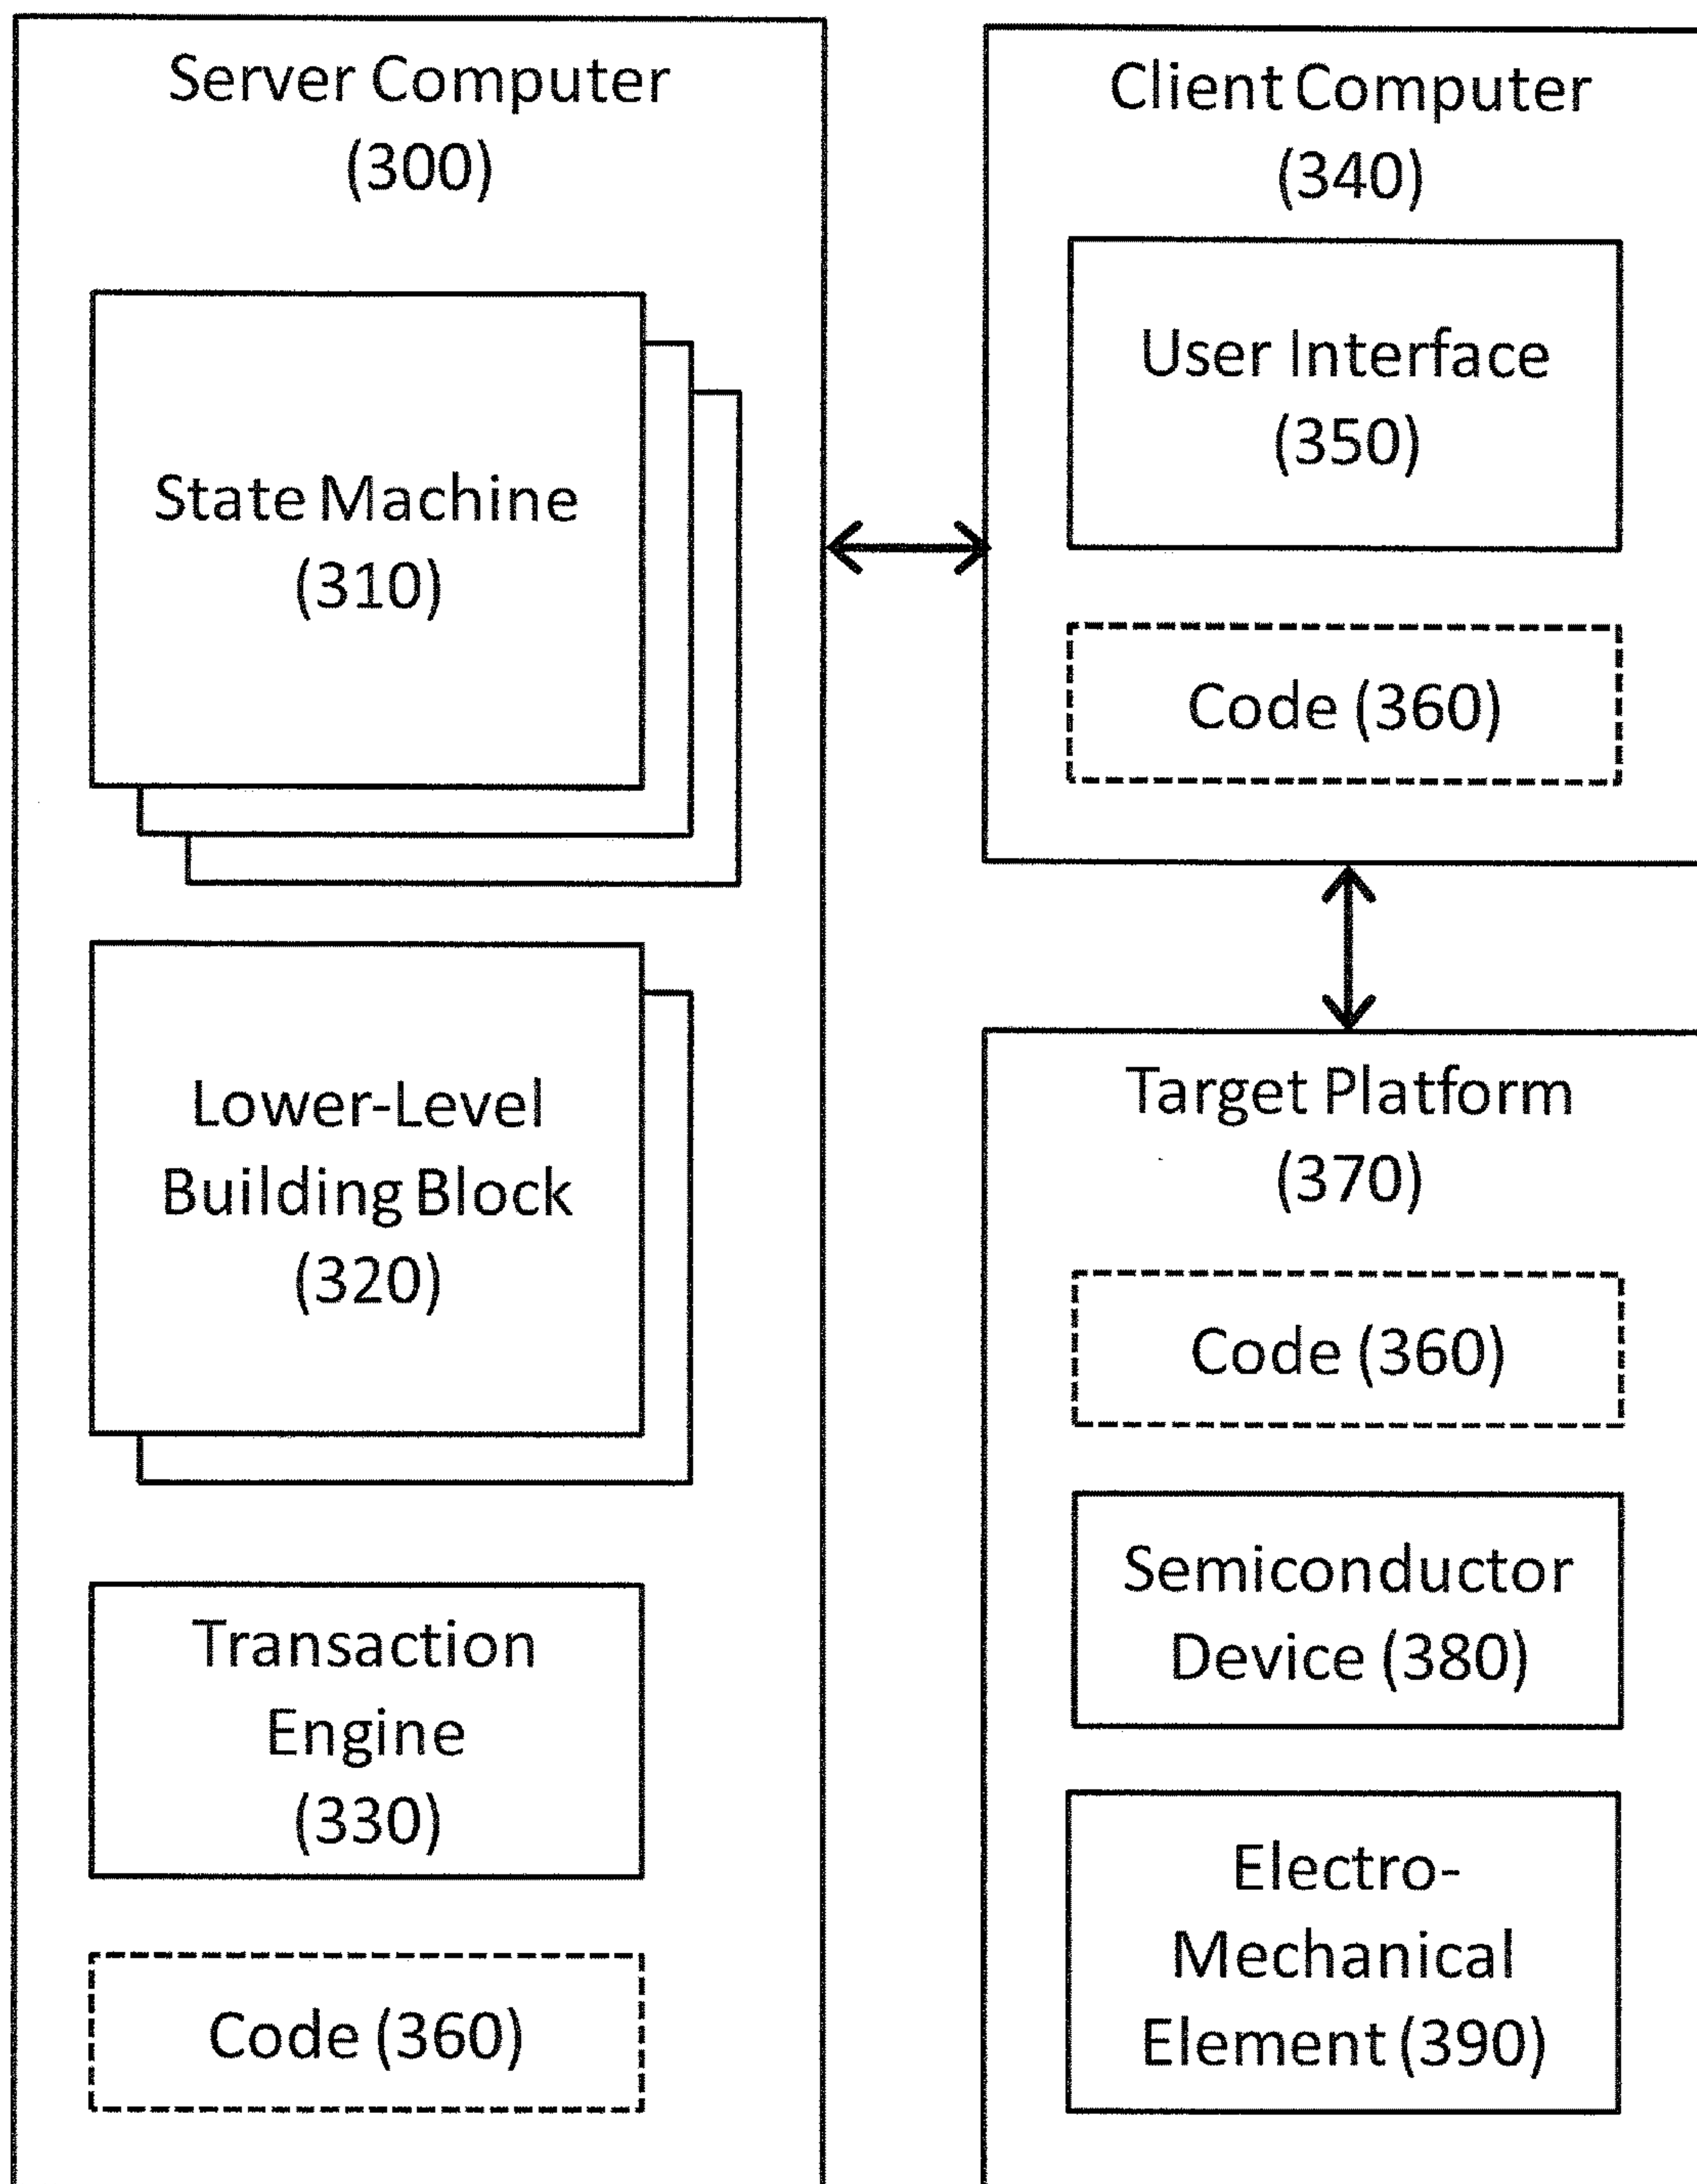 Server Computer
(300)
State Machine
(310)
Lower-Level
Building Block
(320)
Transaction
Engine
(330)
Code (360)
Client Computer
(340)
User Interface
(350)
Code (360)
Target Platform
(370)
Code (360)
Semiconductor
Device (380)
Electro-
Mechanical
Element (390)